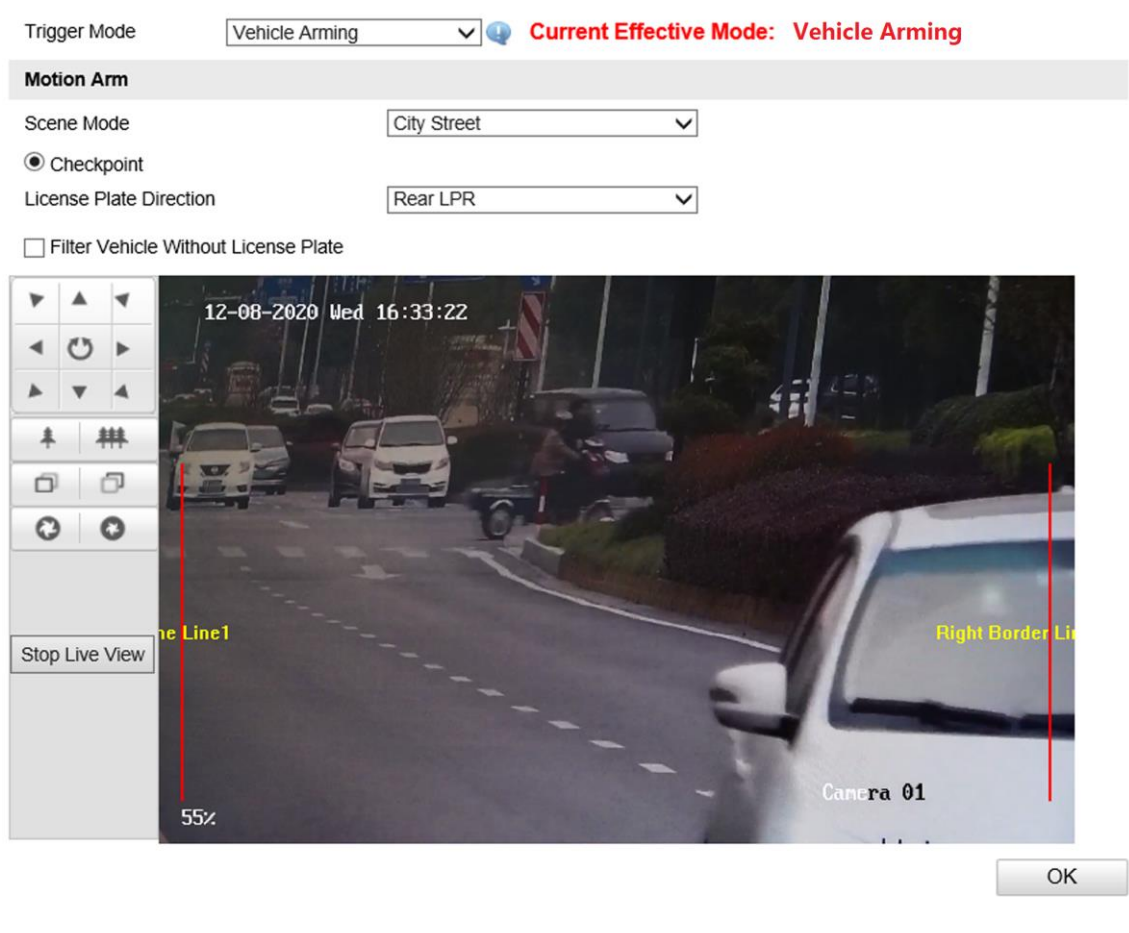 Trigger Mode Vehicle Arming Current Effective Mode: Vehicle Arming
Motion Arm
Scene Mode City Street
Checkpoint
License Plate Direction Rear LPR
Filter Vehicle Without License Plate
12-08-2020 Wed 16:33:22
ne Line1 Right Border Li
Stop Live View
Camera 01
55%
OK